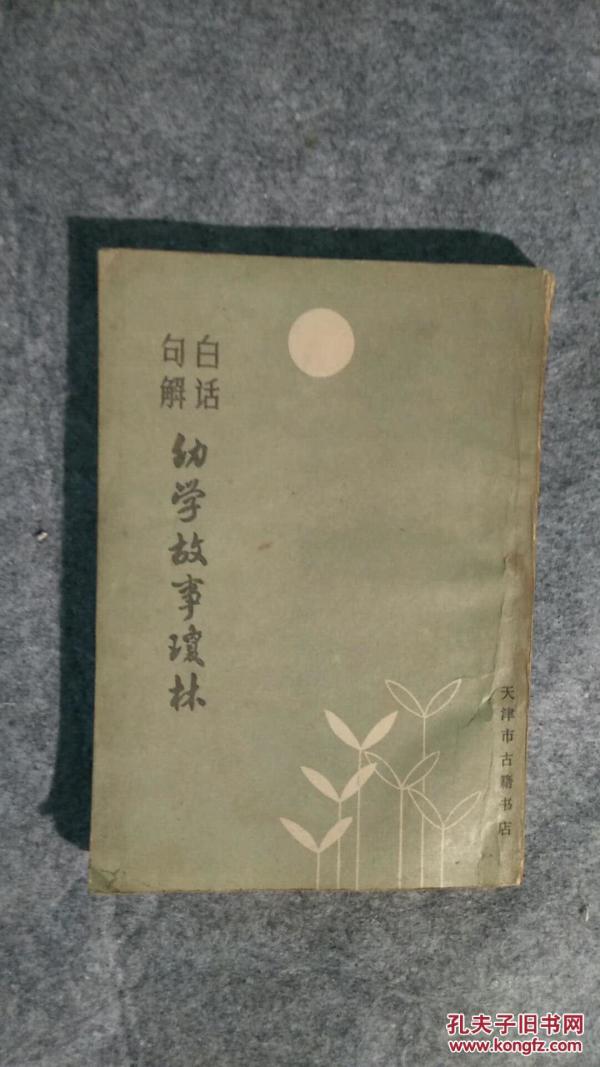 白话
句解
幼学故事琼林
天津市古籍书店
孔夫子旧书网
www.kongfz.com